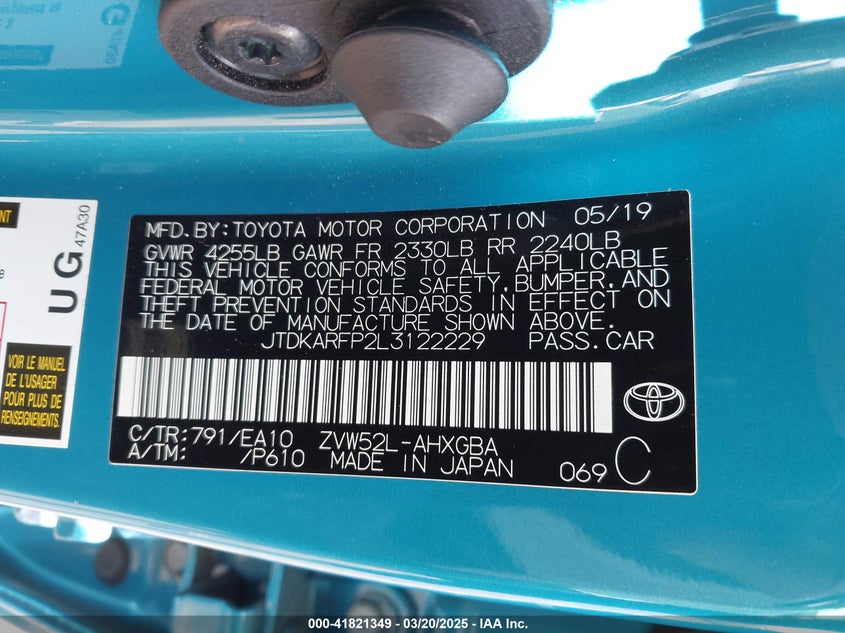 MFD.BY:TOYOTA MOTOR CORPORATION 05/19
GVWR 4255LB GAWR FR 2330LB RR 2240LB
THIS VEHICLE CONFORMS TO ALL APPLICABLE
FEDERAL MOTOR VEHICLE SAFETY,BUMPER,AND
THEFT PREVENTION STANDARDS IN EFFECT ON
THE DATE OF MANUFACTURE SHOWN ABOVE.
JTDKARFP2L3122229 PASS.CAR
C/TR:791/EA10 ZVW52L-AHXGBA
A/TM: /P610 MADE IN JAPAN 069 C
UG
47A30
VOIR LE MANUEL
DE L'USAGER
POUR PLUS DE
RENSEIGNEMENTS.
000-41821349 — 03/20/2025 — IAA Inc.